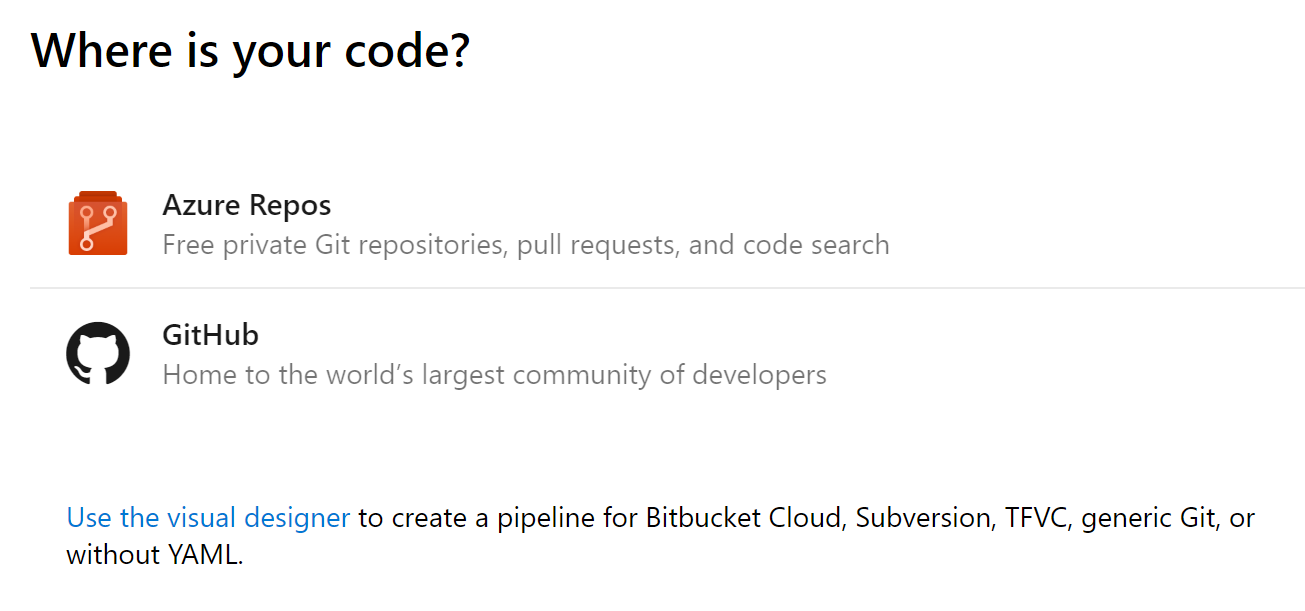 Where is your code?
Azure Repos
Free private Git repositories, pull requests, and code search
GitHub
Home to the world’s largest community of developers
Use the visual designer to create a pipeline for Bitbucket Cloud, Subversion, TFVC, generic Git, or
without YAML.